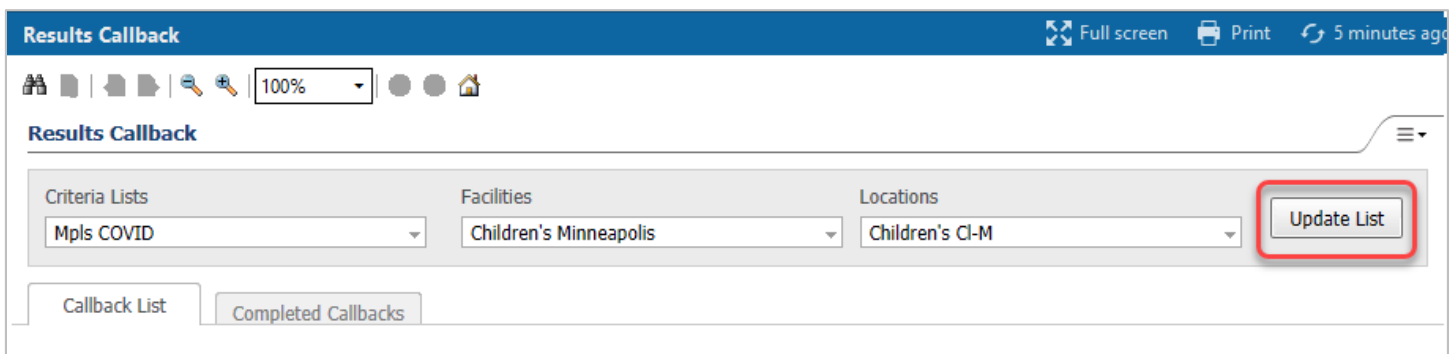 Results Callback
Full screen
Print
5 minutes ago
100%
Results Callback
Criteria Lists
Facilities
Locations
Mpls COVID
Children's Minneapolis
Children's Cl-M
Update List
Callback List
Completed Callbacks